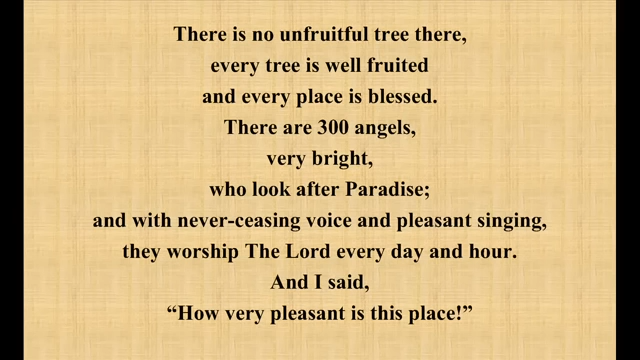 There is no unfruitful tree there,
every tree is well fruited
and every place is blessed.
There are 300 angels,
very bright,
who look after Paradise;
and with never-ceasing voice and pleasant singing,
they worship The Lord every day and hour.
And I said,
“How very pleasant is this place!”